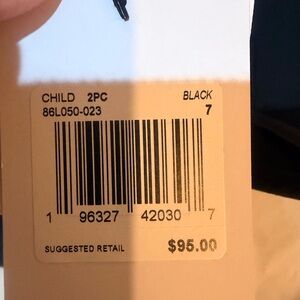 CHILD 2PC BLACK
86L050-023 7
1 96327 42030 7
SUGGESTED RETAIL $95.00